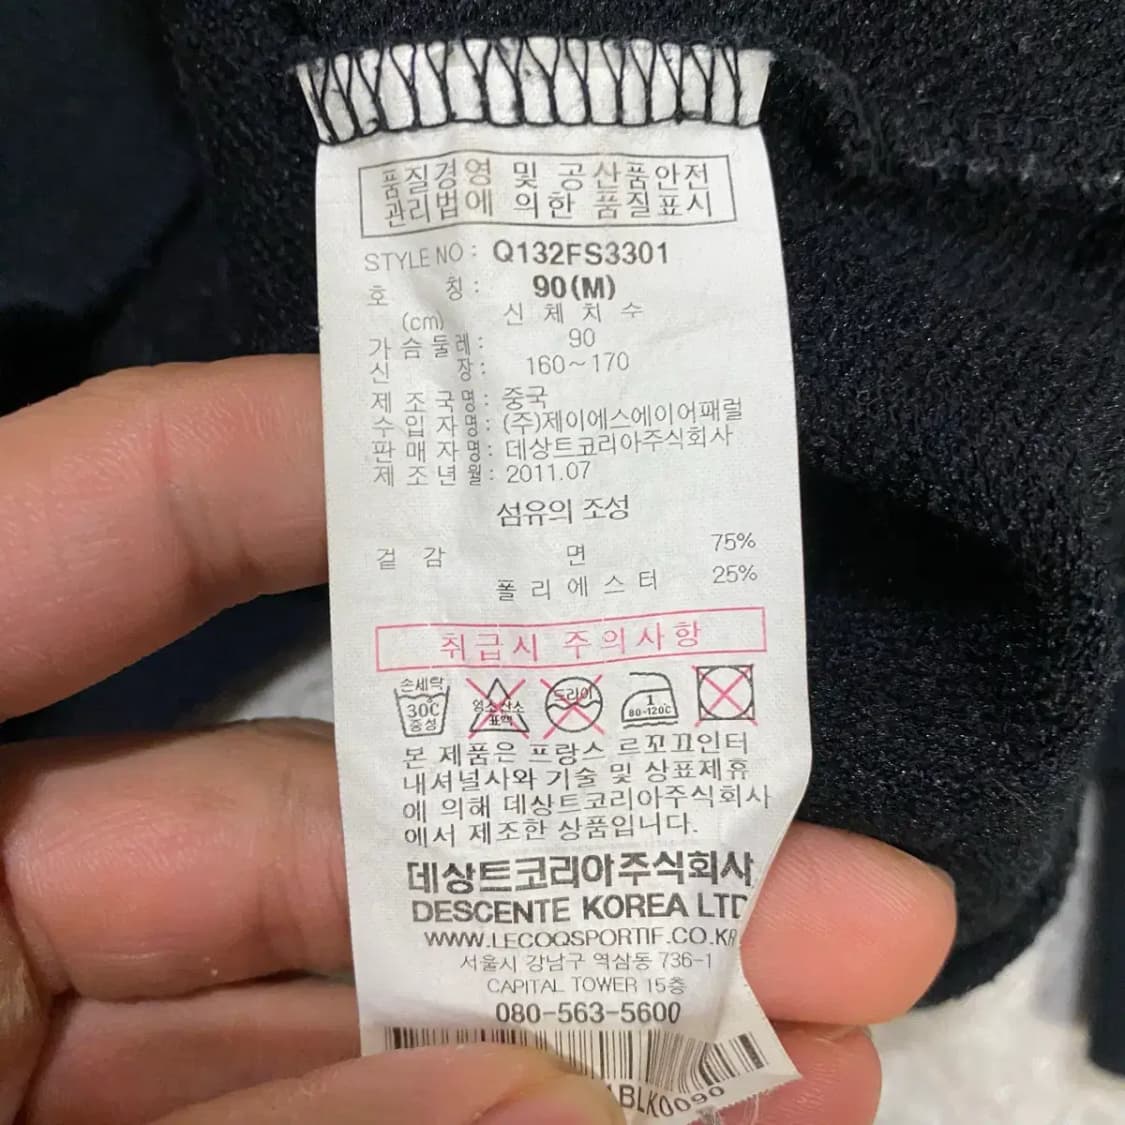 품질경영 및 공산품안전
관리법에 의한 품질표시
STYLE NO : Q132FS3301
호 칭 : 90(M)
(cm) 신 체 치 수
가 슴 둘 레 : 90
신 장 : 160~170
제 조 국 명 : 중국
수 입 자 명 : (주)제이에스에이어패럴
판 매 자 명 : 데상트코리아주식회사
제 조 년 월 : 2011.07
섬유의 조성
겉 감 면 75%
폴 리 에 스 터 25%
취급시 주의사항
손세탁
30℃
중성
염소산소
표백
드라이
1
80-120℃
본 제품은 프랑스 르꼬끄인터
내셔널사와 기술 및 상표제휴
에 의해 데상트코리아주식회사
에서 제조한 상품입니다.
데상트코리아주식회사
DESCENTE KOREA LTD
WWW.LECOQSPORTIF.CO.KR
서울시 강남구 역삼동 736-1
CAPITAL TOWER 15층
080-563-5600
BLK0090